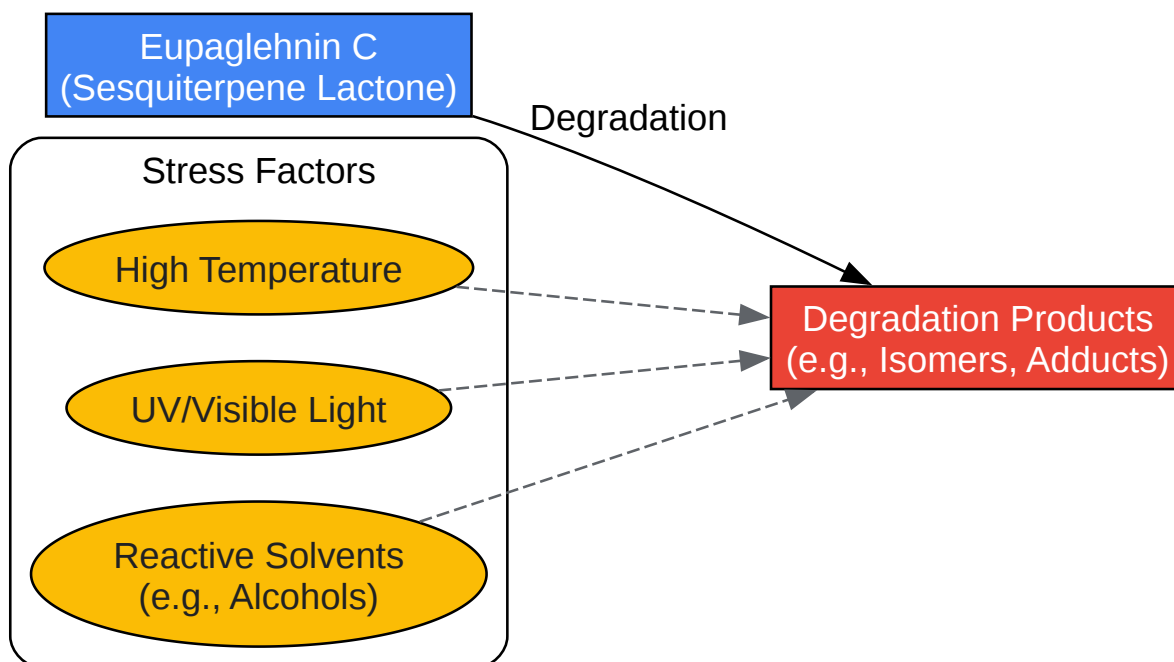 Eupaglehnin C
(Sesquiterpene Lactone)
Degradation
Stress Factors
High Temperature
UV/Visible Light
Reactive Solvents
(e.g., Alcohols)
Degradation Products
(e.g., Isomers, Adducts)